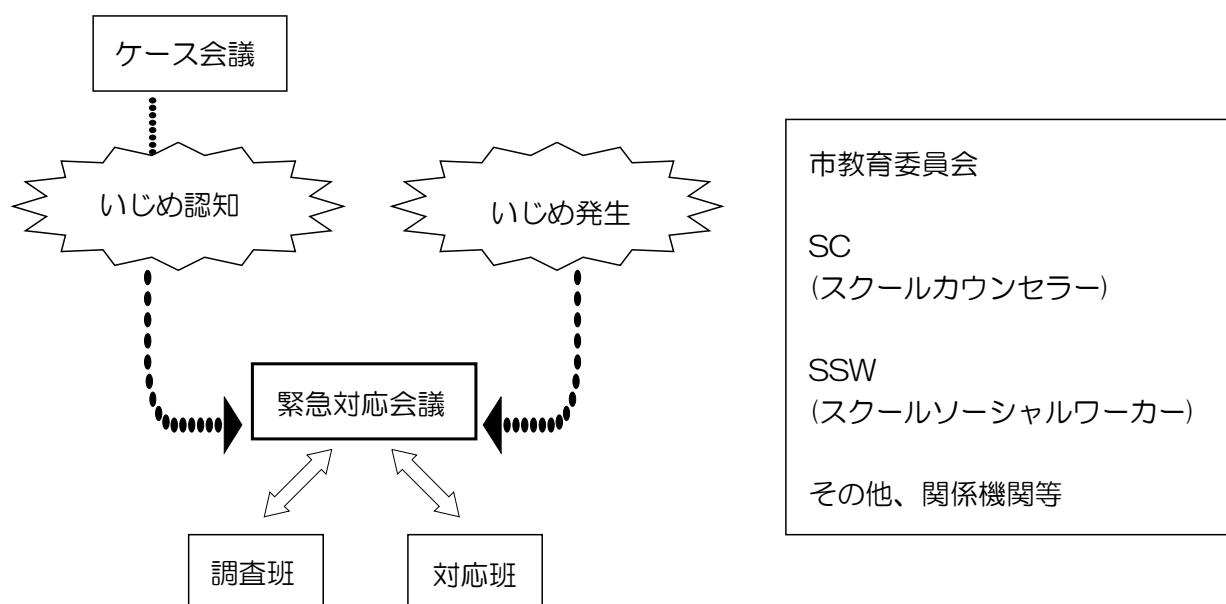 ケース会議
いじめ認知
いじめ発生
緊急対応会議
調査班
対応班
市教育委員会
SC
(スクールカウンセラー)
SSW
(スクールソーシャルワーカー)
その他、関係機関等